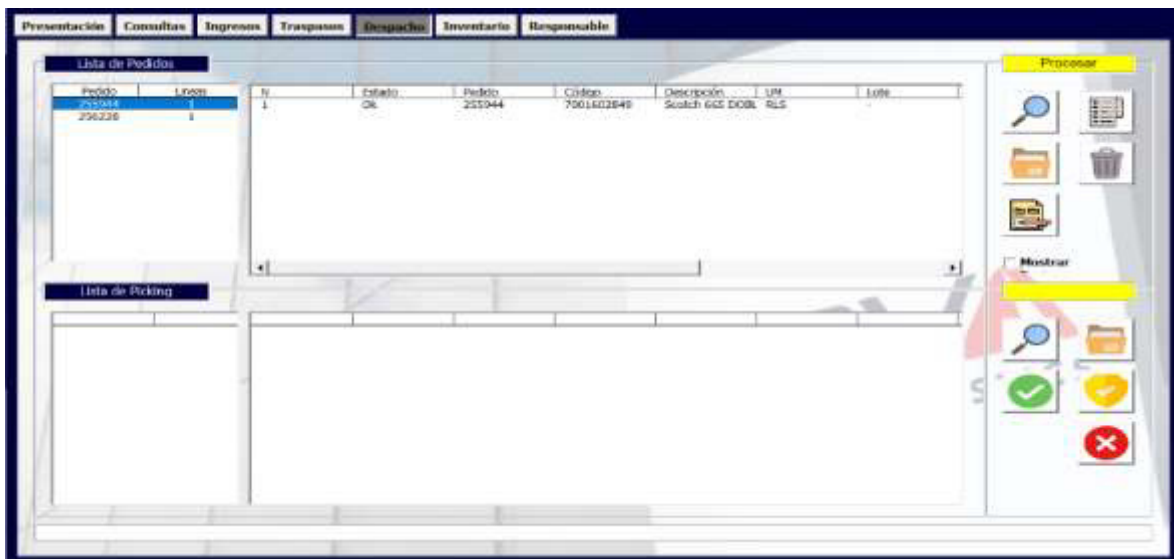 Presentación Consultas Ingresos Traspasos Despacho Inventario Responsable
Lista de Pedidos
Procesar
Pedido Lineas N Estado Pedido Código Descripción UM Lote
255944 1 1 Ok 255944 7001602840 Scotch 665 DOBL RLS -
256228 1
Mostrar
Lista de Picking